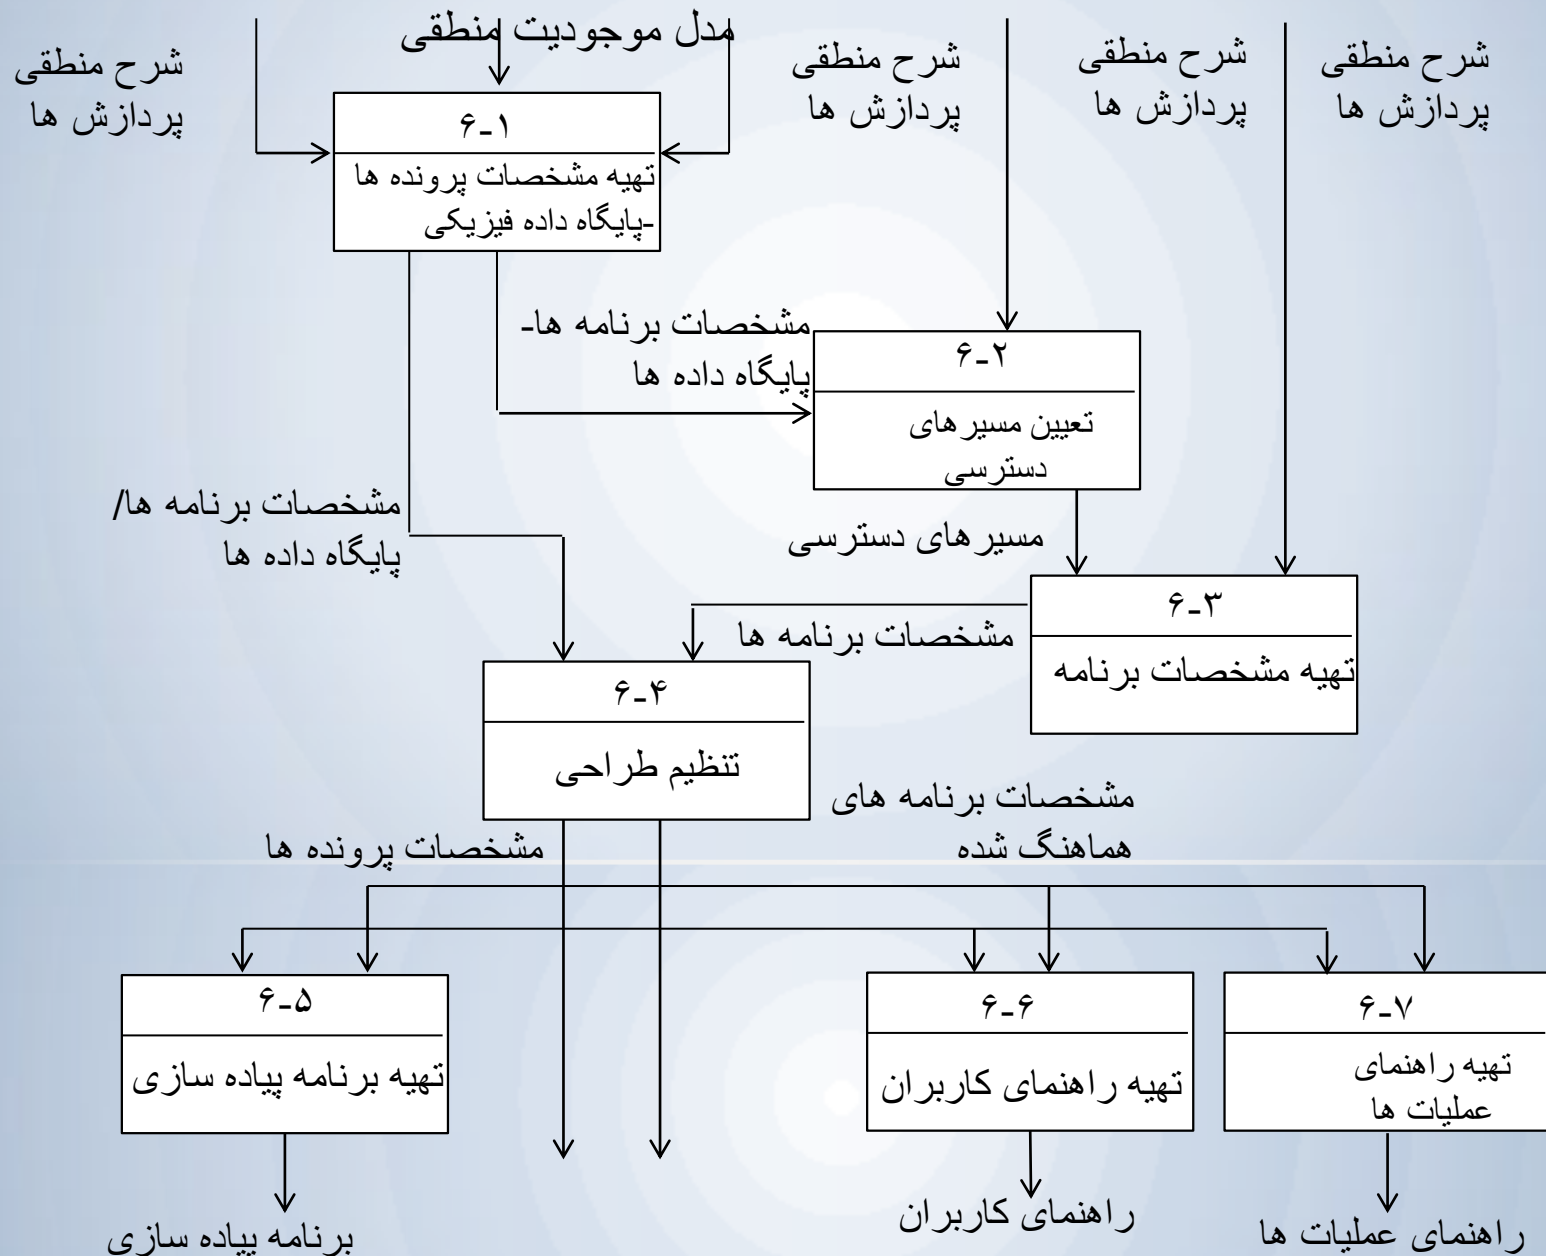 مدل موجودیت منطقی
شرح منطقی
پردازش ها
شرح منطقی
پردازش ها
شرح منطقی
پردازش ها
شرح منطقی
پردازش ها
۶-۱
تهیه مشخصات پرونده ها
-پایگاه داده فیزیکی
مشخصات برنامه ها-
پایگاه داده ها
۶-۲
تعیین مسیرهای
دسترسی
مشخصات برنامه ها/
پایگاه داده ها
مسیرهای دسترسی
۶-۳
تهیه مشخصات برنامه
مشخصات برنامه ها
۶-۴
تنظیم طراحی
مشخصات برنامه های
هماهنگ شده
مشخصات پرونده ها
۶-۷
تهیه راهنمای
عملیات ها
۶-۶
تهیه راهنمای کاربران
۶-۵
تهیه برنامه پیاده سازی
راهنمای عملیات ها
راهنمای کاربران
برنامه پیاده سازی